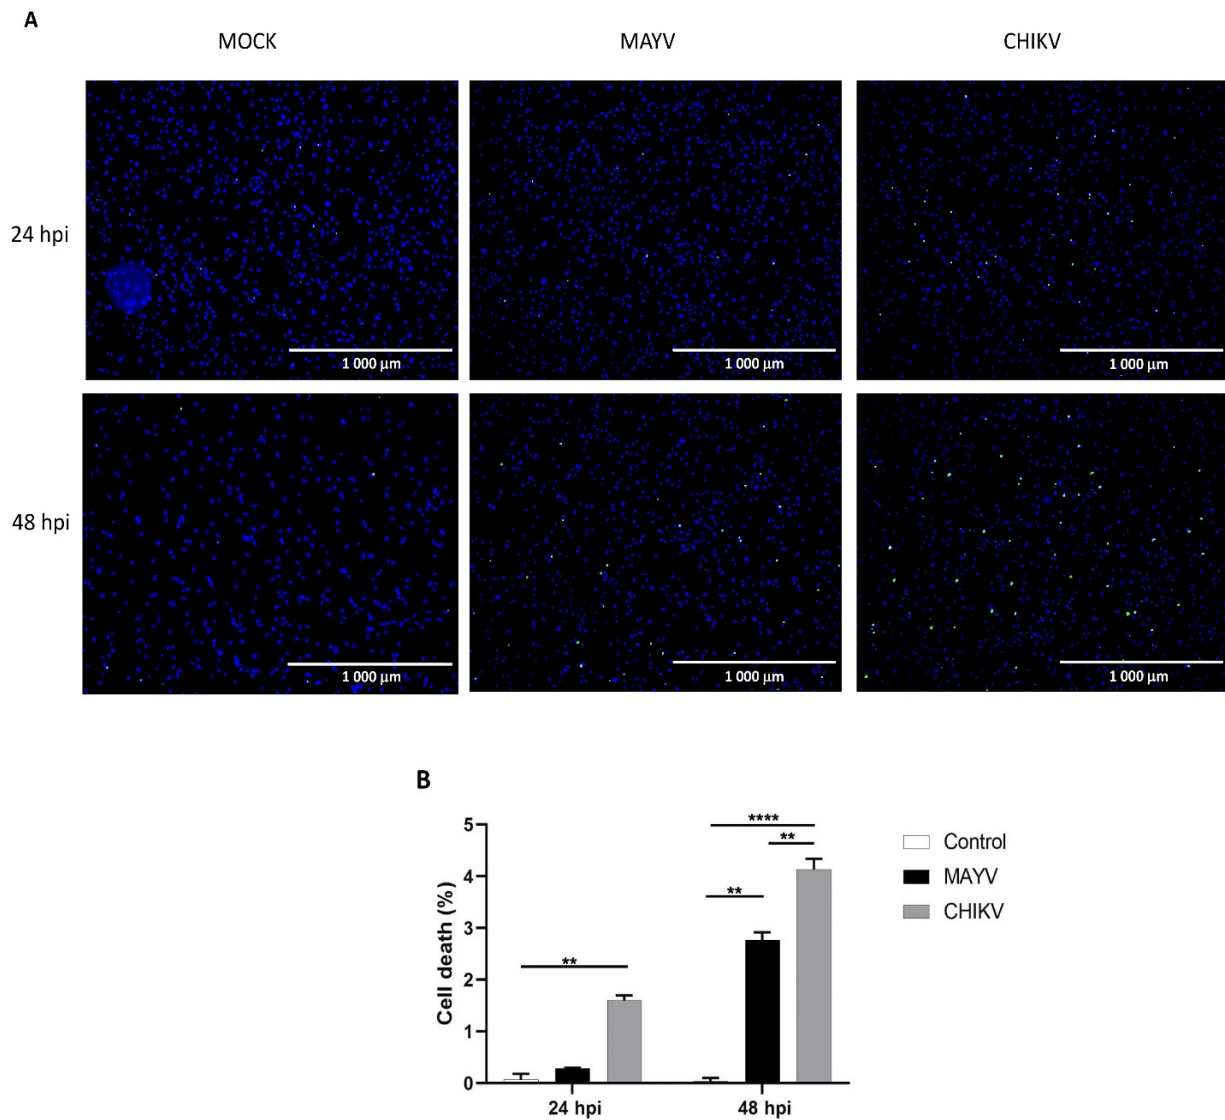 A
MOCK MAYV CHIKV
24 hpi
1 000 µm 1 000 µm 1 000 µm
48 hpi
1 000 µm 1 000 µm 1 000 µm
B
Cell death (%)
5
4
3
2
1
0
****
**
**
**
24 hpi 48 hpi
Control
MAYV
CHIKV